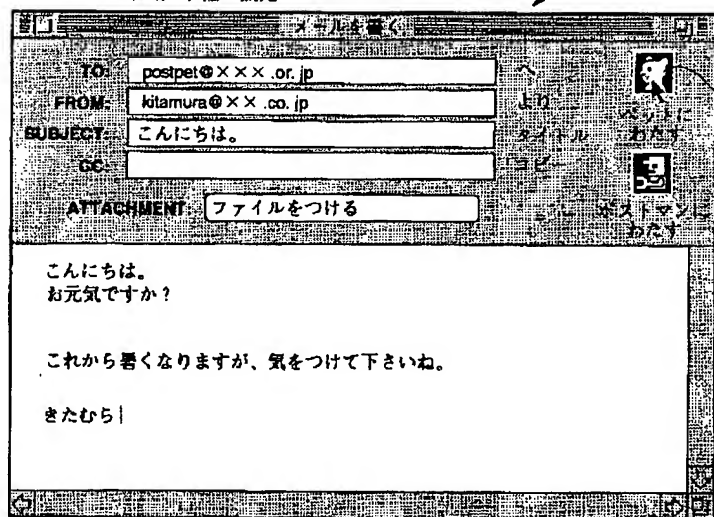 メールを書く
TO: postpet@×××.or.jp へ
FROM: kitamura@××.co.jp より
SUBJECT: こんにちは。 タイトル
CC: コピー
ATTACHMENT: ファイルをつける
ペットに
わたす
ポストマンに
わたす
こんにちは。
お元気ですか?
これから暑くなりますが、気をつけて下さいね。
きたむら